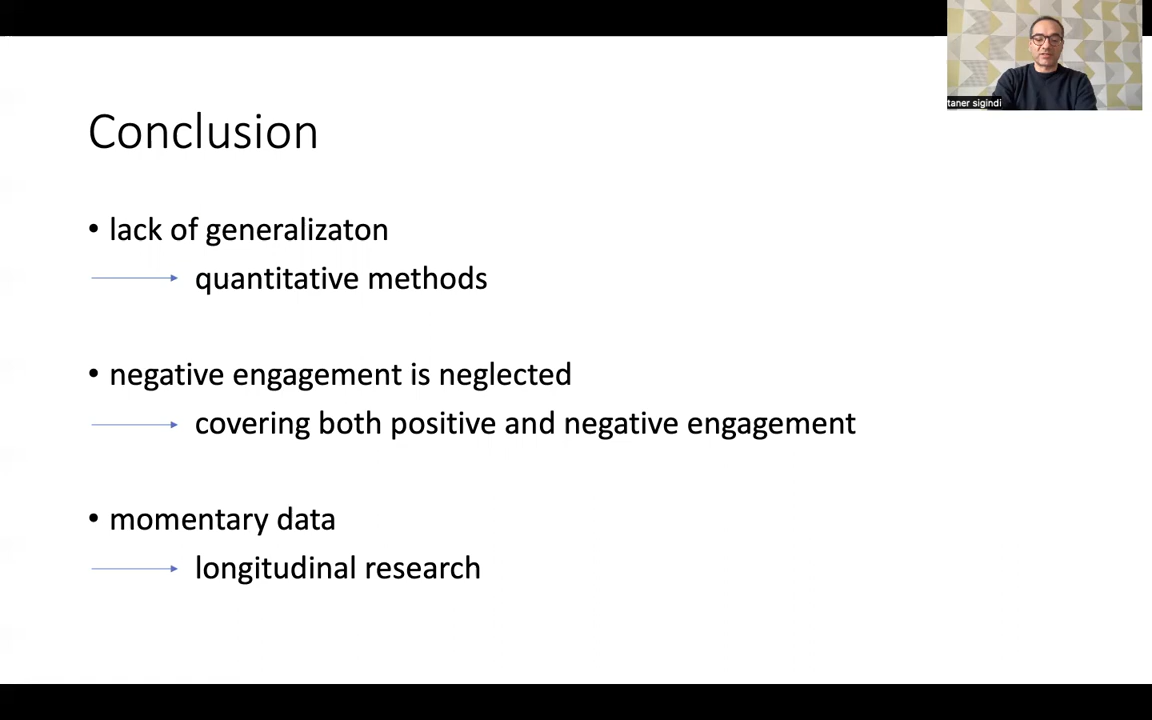 taner sigindi
Conclusion
• lack of generalizaton
quantitative methods
• negative engagement is neglected
covering both positive and negative engagement
• momentary data
longitudinal research